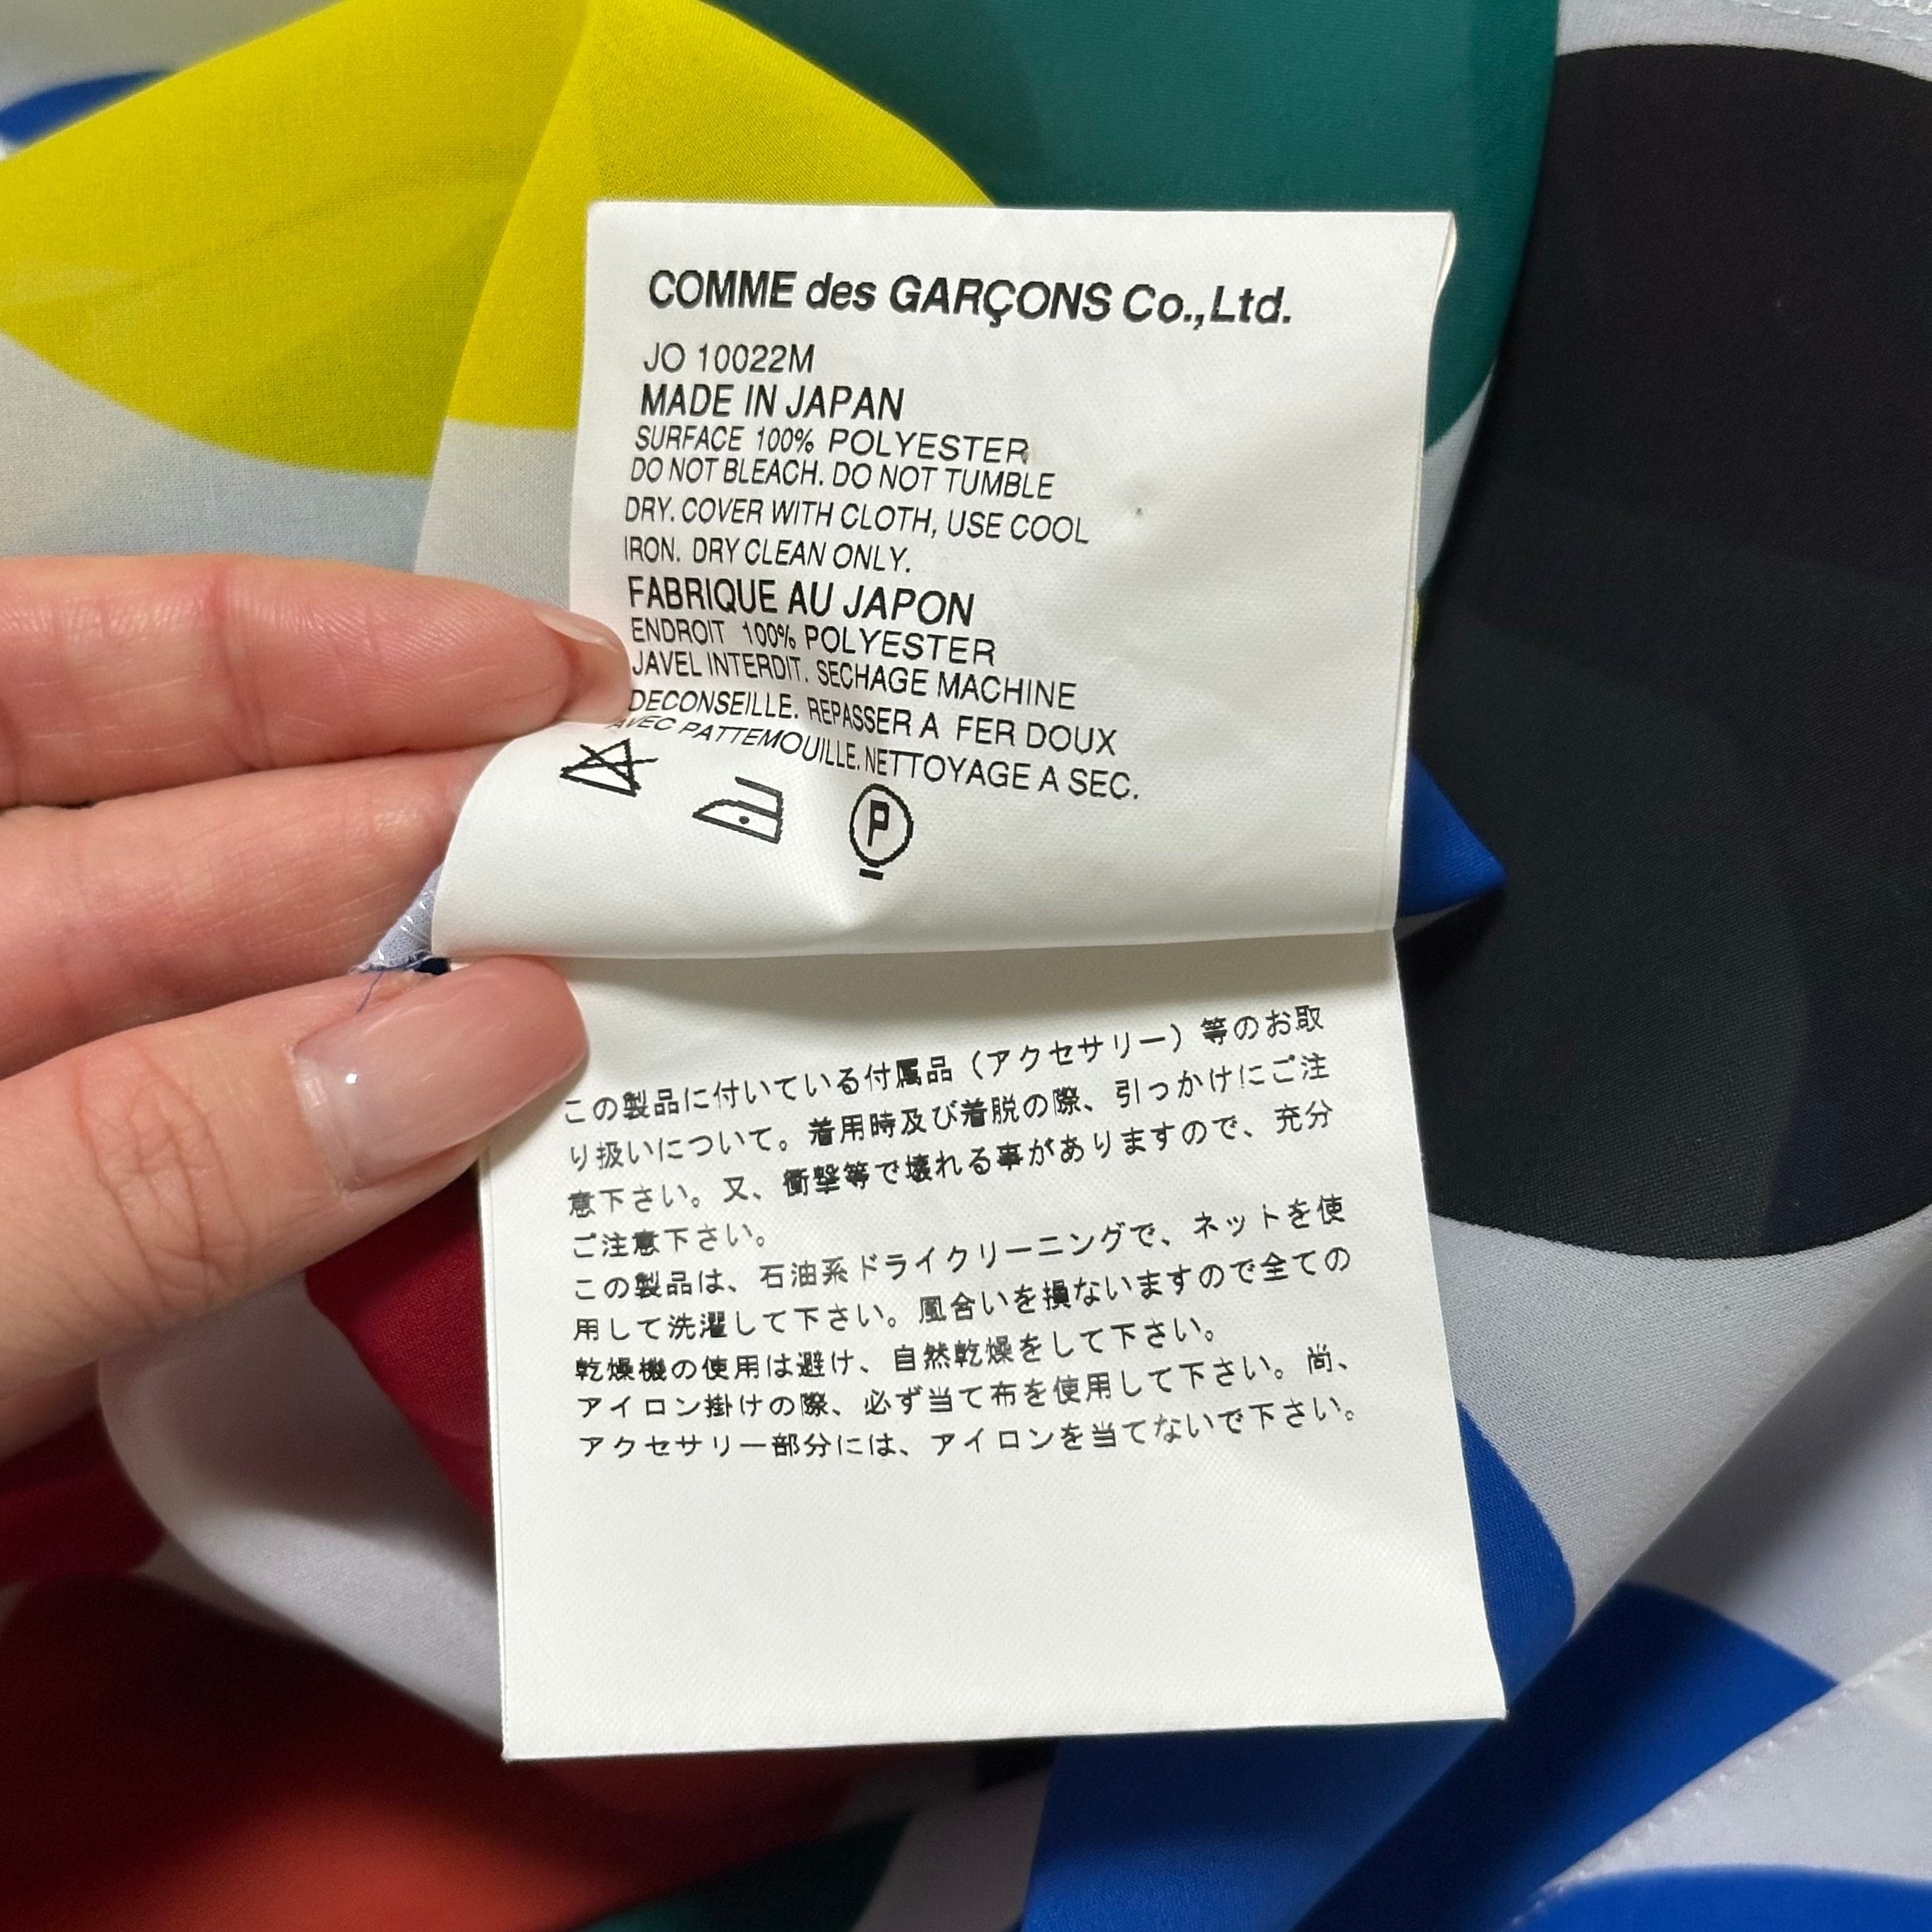 COMME des GARÇONS Co.,Ltd.
JO 10022M
MADE IN JAPAN
SURFACE 100% POLYESTER
DO NOT BLEACH. DO NOT TUMBLE
DRY. COVER WITH CLOTH, USE COOL
IRON. DRY CLEAN ONLY.
FABRIQUE AU JAPON
ENDROIT 100% POLYESTER
JAVEL INTERDIT. SECHAGE MACHINE
DECONSEILLE. REPASSER A FER DOUX
AVEC PATTEMOUILLE. NETTOYAGE A SEC.
P
この製品に付いている付属品（アクセサリー）等のお取
り扱いについて。着用時及び着脱の際、引っかけにご注
意下さい。又、衝撃等で壊れる事がありますので、充分
ご注意下さい。
この製品は、石油系ドライクリーニングで、ネットを使
用して洗濯して下さい。風合いを損ないますので全ての
乾燥機の使用は避け、自然乾燥をして下さい。
アイロン掛けの際、必ず当て布を使用して下さい。尚、
アクセサリー部分には、アイロンを当てないで下さい。